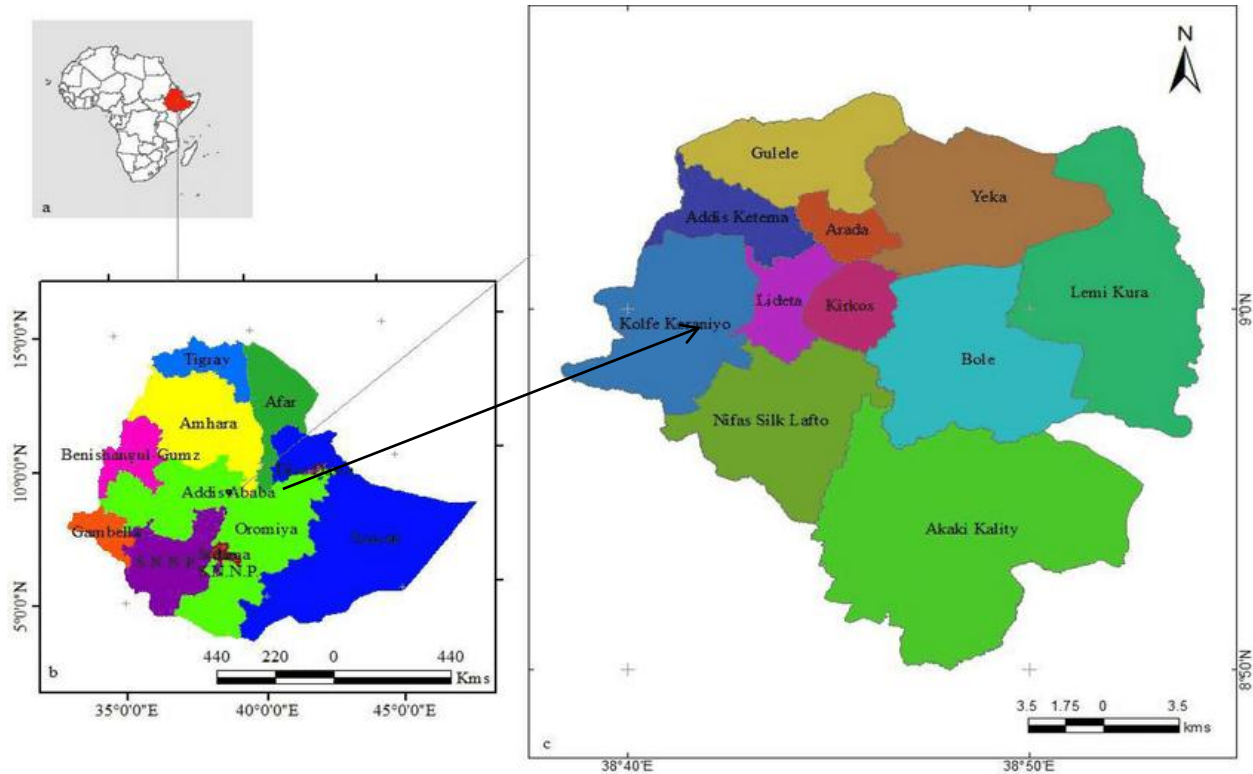 a
15°0'0"N
10°0'0"N
5°0'0"N
Tigray
Afar
Amhara
Benishangul Gumz
Addis Ababa
Gambella
Oromiya
S.N.N.P.
S.N.N.P.
b
440 220 0 440
Kms
35°0'0"E 40°0'0"E 45°0'0"E
N
Gulele
Yeka
Addis Ketema
Arada
Lideta
Kirkos
Lemi Kura
Kolfe Keraniyo
Bole
Nifas Silk Lafto
Akaki Kality
9°0'N
8°50'N
3.5 1.75 0 3.5
kms
c
38°40'E 38°50'E